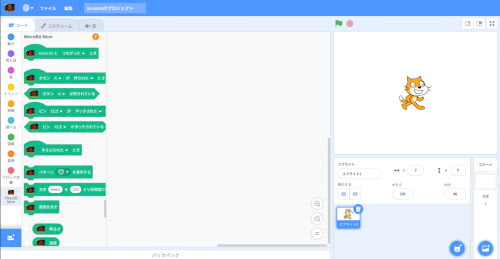 ファイル
編集
Scratchのプロジェクト
コード
コスチューム
音
MicroBit More
動き
見た目
音
イベント
制御
調べる
演算
変数
ブロック定義
MicroBit More
micro:bit と つながった とき
ボタン A が 押された とき
ボタン A が押されている
ピン ロゴ が タッチされた とき
ピン ロゴ がタッチされている
ゆさぶられた とき
パターン を表示する
文字 Hello! を 120 ミリ秒間隔で
画面を消す
明るさ
温度
バックパック
スプライト
スプライト1
x 0
y 0
表示する
大きさ
100
向き
90
スプライト1
ステージ
背景
1